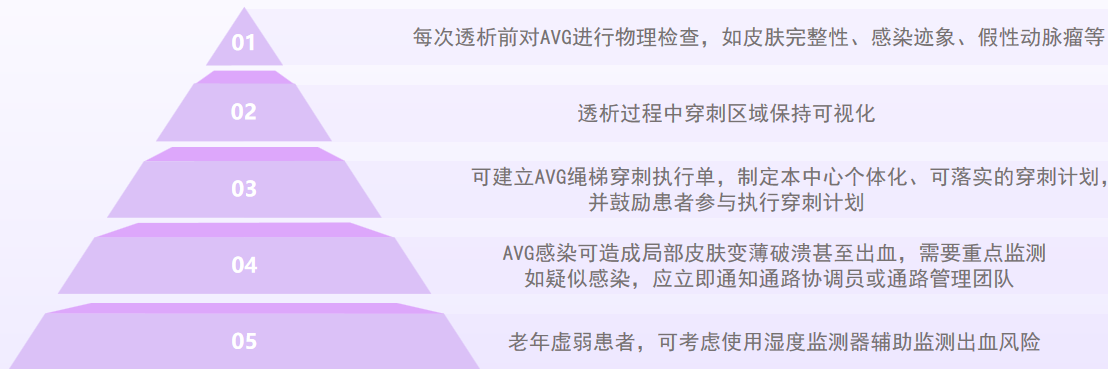 01
每次透析前对AVG进行物理检查，如皮肤完整性、感染迹象、假性动脉瘤等
02
透析过程中穿刺区域保持可视化
03
可建立AVG绳梯穿刺执行单，制定本中心个体化、可落实的穿刺计划，
并鼓励患者参与执行穿刺计划
04
AVG感染可造成局部皮肤变薄破溃甚至出血，需要重点监测
如疑似感染，应立即通知通路协调员或通路管理团队
05
老年虚弱患者，可考虑使用湿度监测器辅助监测出血风险